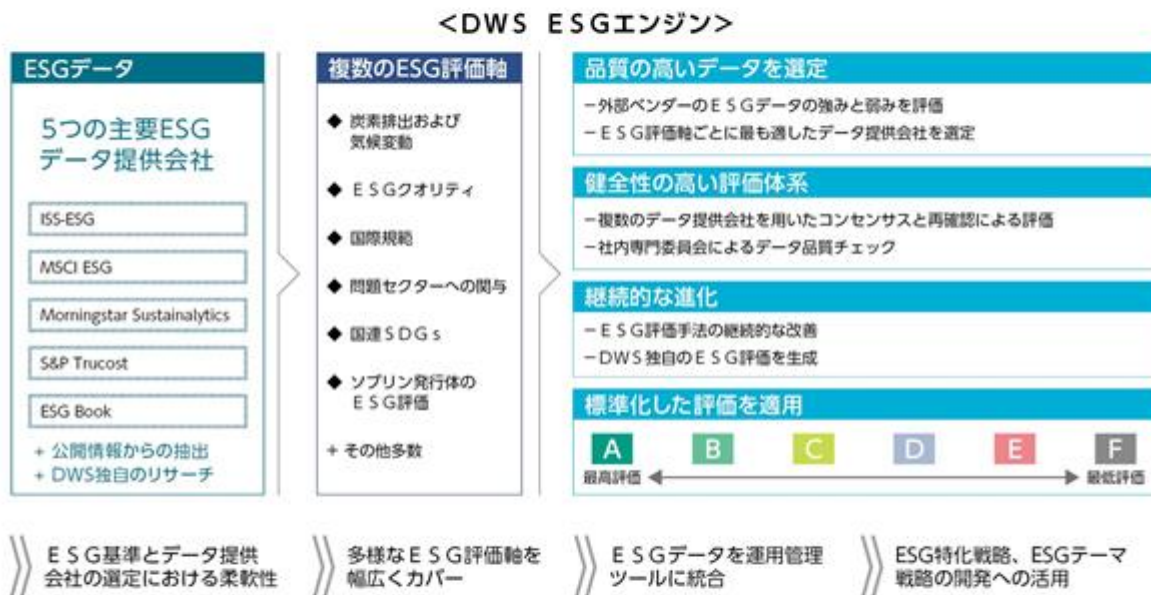 <DWS ESGエンジン>
ESGデータ
5つの主要ESG
データ提供会社
ISS-ESG
MSCI ESG
Morningstar Sustainalytics
S&P Trucost
ESG Book
+ 公開情報からの抽出
+ DWS独自のリサーチ
複数のESG評価軸
◆ 炭素排出および
気候変動
◆ ESGクオリティ
◆ 国際規範
◆ 問題セクターへの関与
◆ 国連SDGs
◆ ソブリン発行体の
ESG評価
+ その他多数
品質の高いデータを選定
－外部ベンダーのESGデータの強みと弱みを評価
－ESG評価軸ごとに最も適したデータ提供会社を選定
健全性の高い評価体系
－複数のデータ提供会社を用いたコンセンサスと再確認による評価
－社内専門委員会によるデータ品質チェック
継続的な進化
－ESG評価手法の継続的な改善
－DWS独自のESG評価を生成
標準化した評価を適用
A B C D E F
最高評価 最低評価
ESG基準とデータ提供
会社の選定における柔軟性
多様なESG評価軸を
幅広くカバー
ESGデータを運用管理
ツールに統合
ESG特化戦略、ESGテーマ
戦略の開発への活用